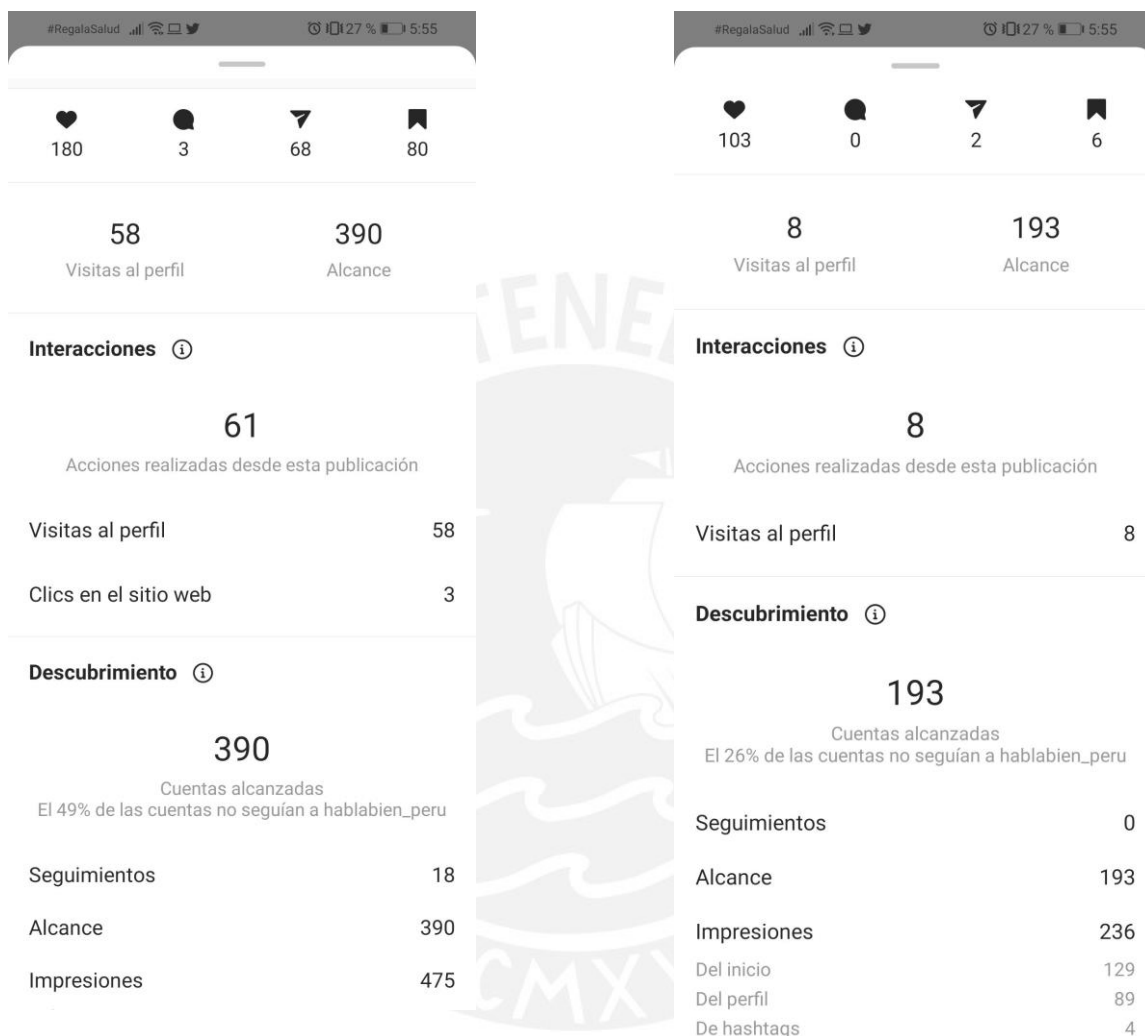 #RegalaSalud 27 % 5:55
180 3 68 80
58 390
Visitas al perfil Alcance
Interacciones
61
Acciones realizadas desde esta publicación
Visitas al perfil 58
Clics en el sitio web 3
Descubrimiento
390
Cuentas alcanzadas
El 49% de las cuentas no seguían a hablabien_peru
Seguimientos 18
Alcance 390
Impresiones 475
#RegalaSalud 27 % 5:55
103 0 2 6
8 193
Visitas al perfil Alcance
Interacciones
8
Acciones realizadas desde esta publicación
Visitas al perfil 8
Descubrimiento
193
Cuentas alcanzadas
El 26% de las cuentas no seguían a hablabien_peru
Seguimientos 0
Alcance 193
Impresiones 236
Del inicio 129
Del perfil 89
De hashtags 4